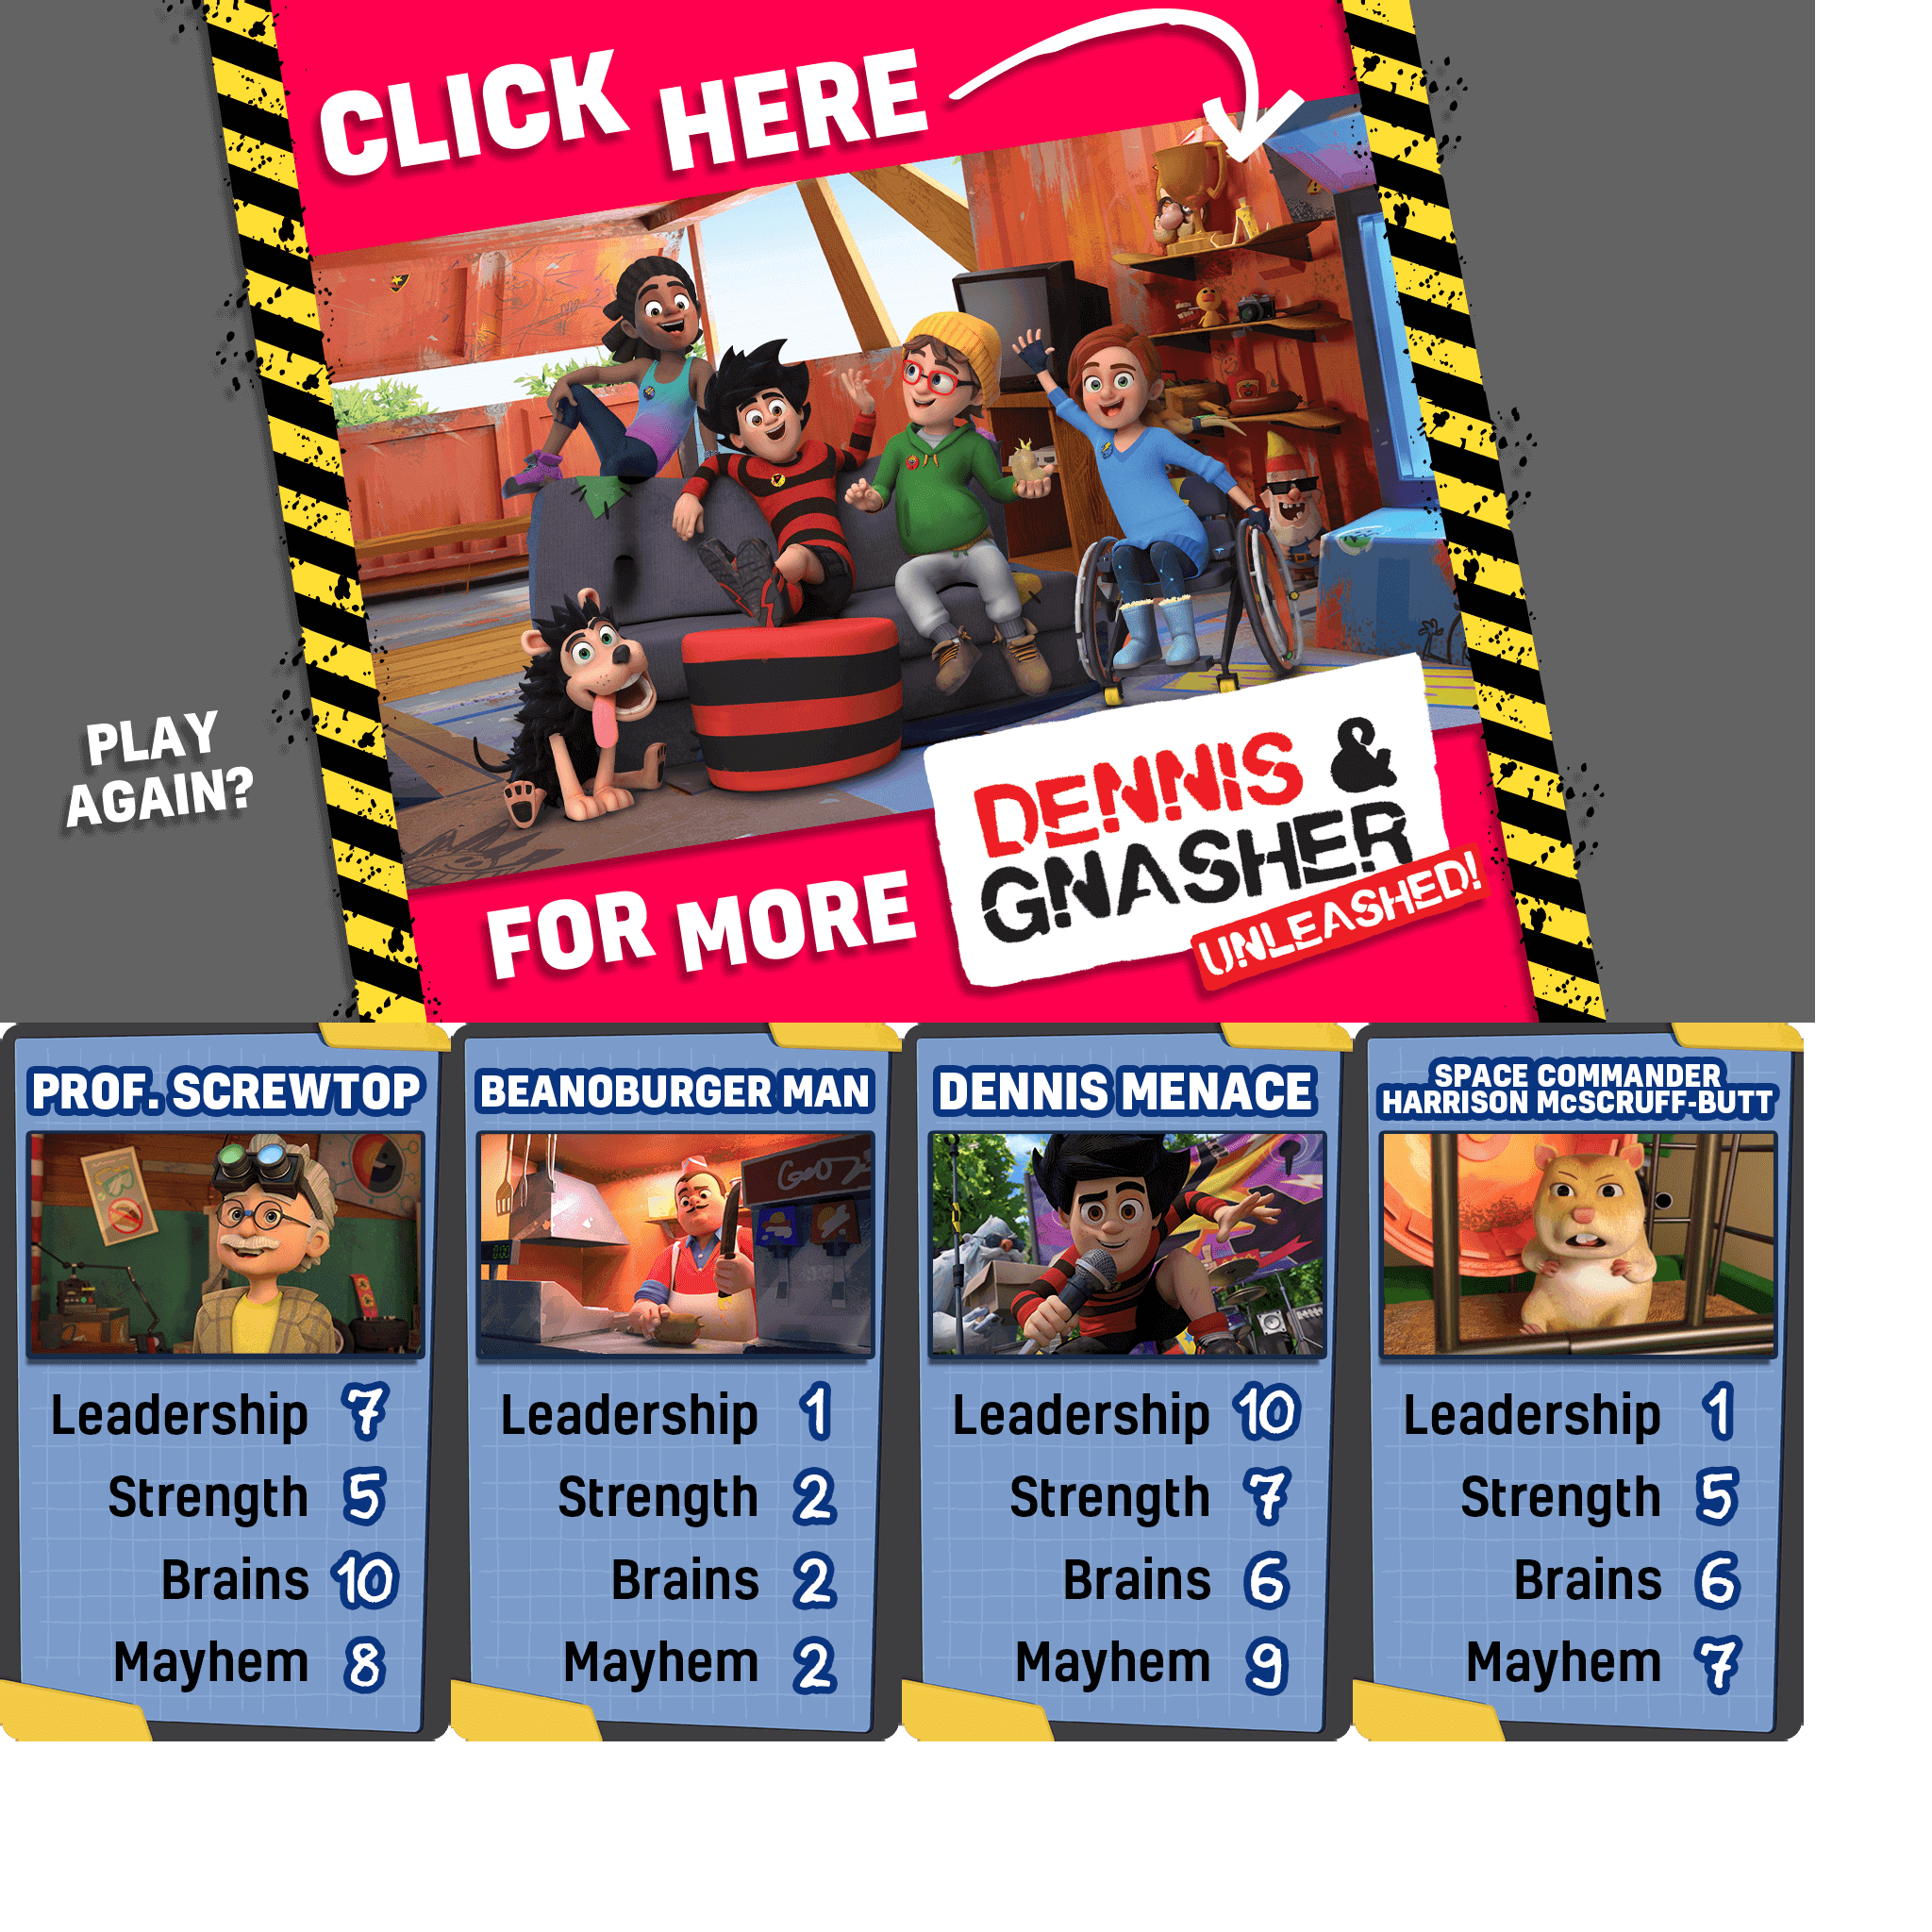 CLICK HERE
PLAY
AGAIN?
FOR MORE
DENNIS &
GNASHER
UNLEASHED!
PROF. SCREWTOP
Leadership 7
Strength 5
Brains 10
Mayhem 8
BEANOBURGER MAN
Leadership 1
Strength 2
Brains 2
Mayhem 2
DENNIS MENACE
Leadership 10
Strength 7
Brains 6
Mayhem 9
SPACE COMMANDER
HARRISON McSCRUFF-BUTT
Leadership 1
Strength 5
Brains 6
Mayhem 7